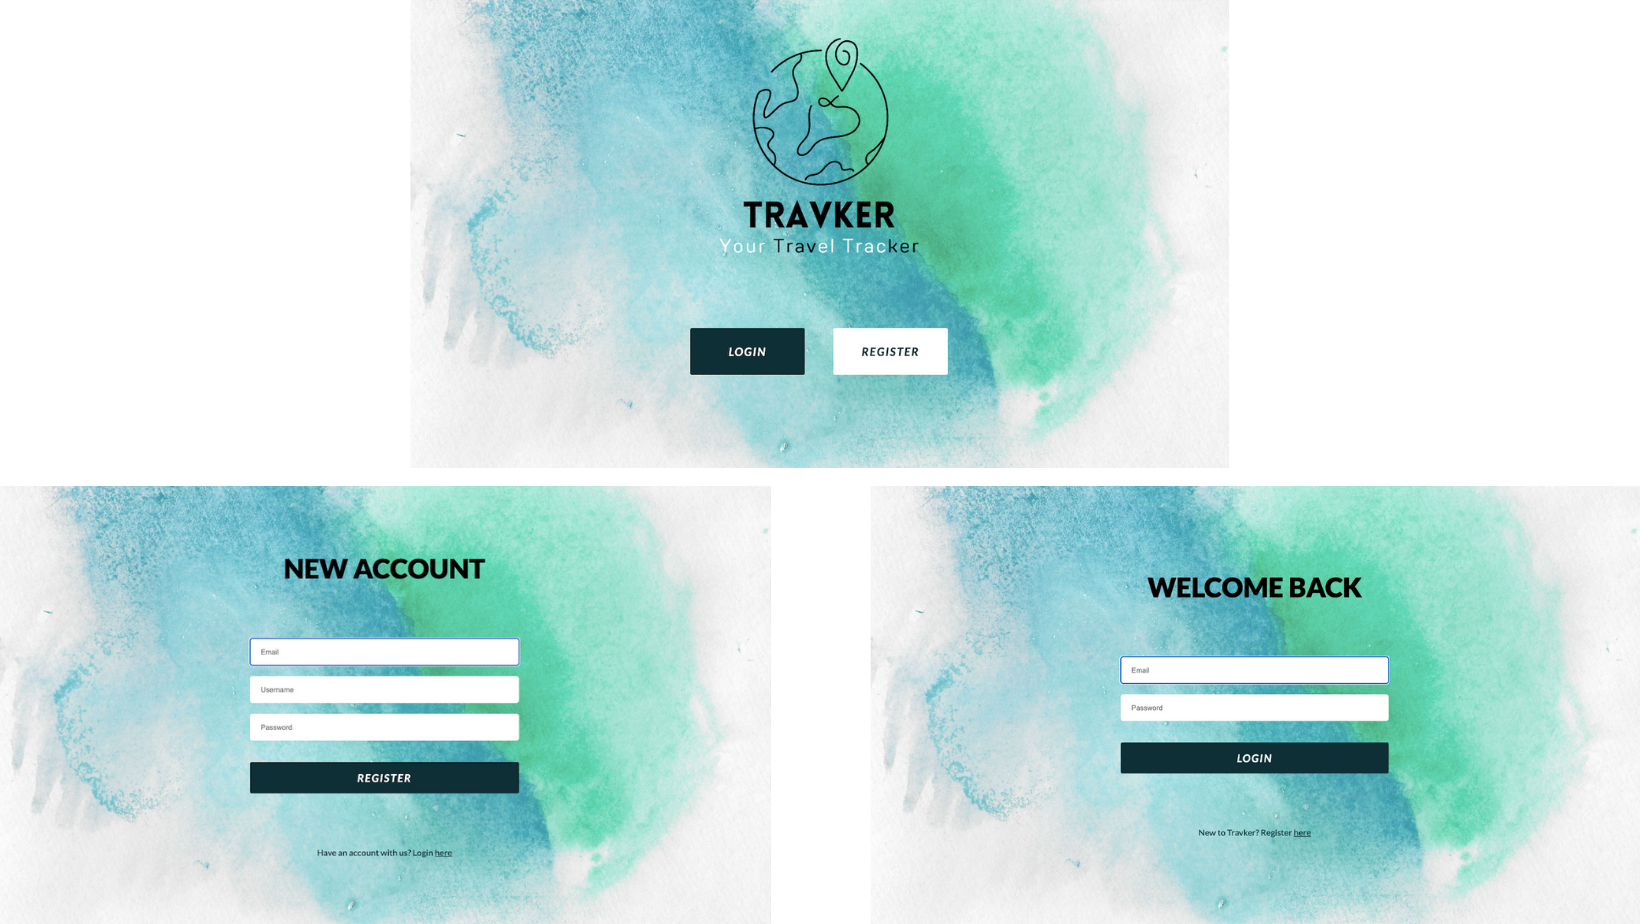 TRAVKER
Your Travel Tracker
LOGIN
REGISTER
NEW ACCOUNT
Email
Username
Password
REGISTER
Have an account with us? Login here
WELCOME BACK
Email
Password
LOGIN
New to Travker? Register here